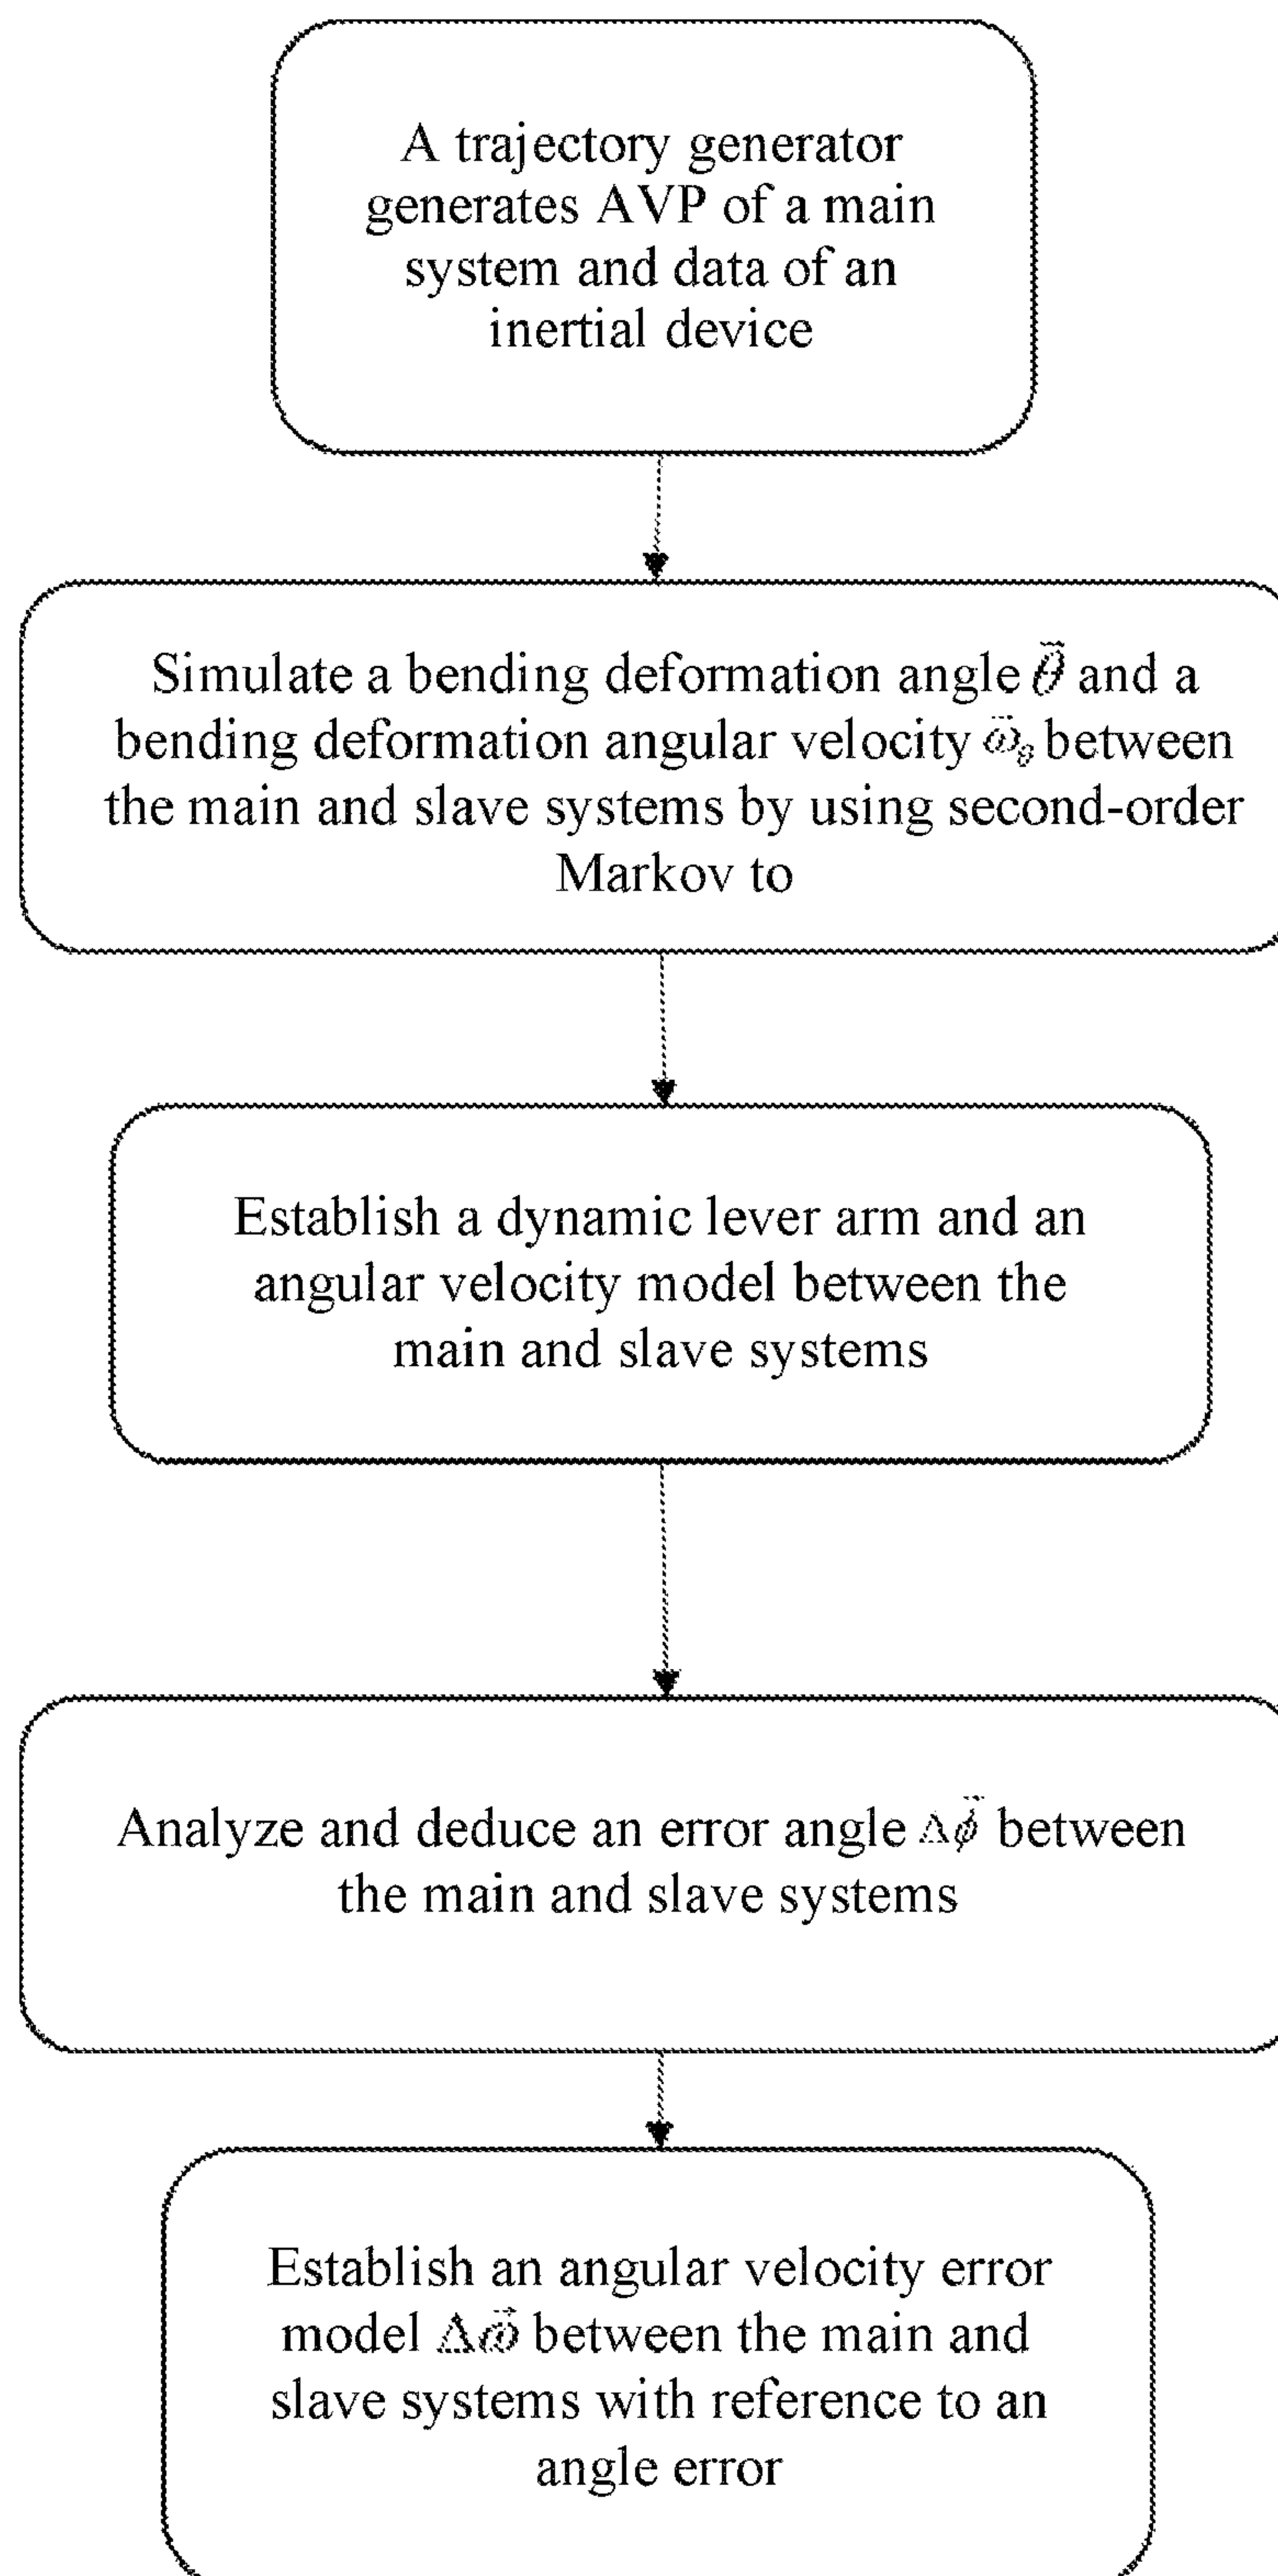 A trajectory generator
generates AVP of a main
system and data of an
inertial device
Simulate a bending deformation angle θ⃗ and a
bending deformation angular velocity ω⃗_θ between
the main and slave systems by using second-order
Markov to
Establish a dynamic lever arm and an
angular velocity model between the
main and slave systems
Analyze and deduce an error angle Δϕ⃗ between
the main and slave systems
Establish an angular velocity error
model Δω⃗ between the main and
slave systems with reference to an
angle error